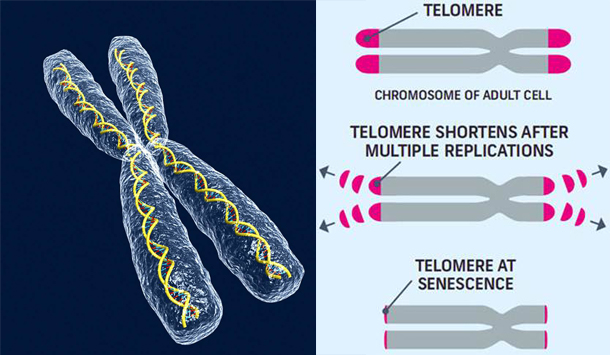 TELOMERE
CHROMOSOME OF ADULT CELL
TELOMERE SHORTENS AFTER
MULTIPLE REPLICATIONS
TELOMERE AT
SENESCENCE